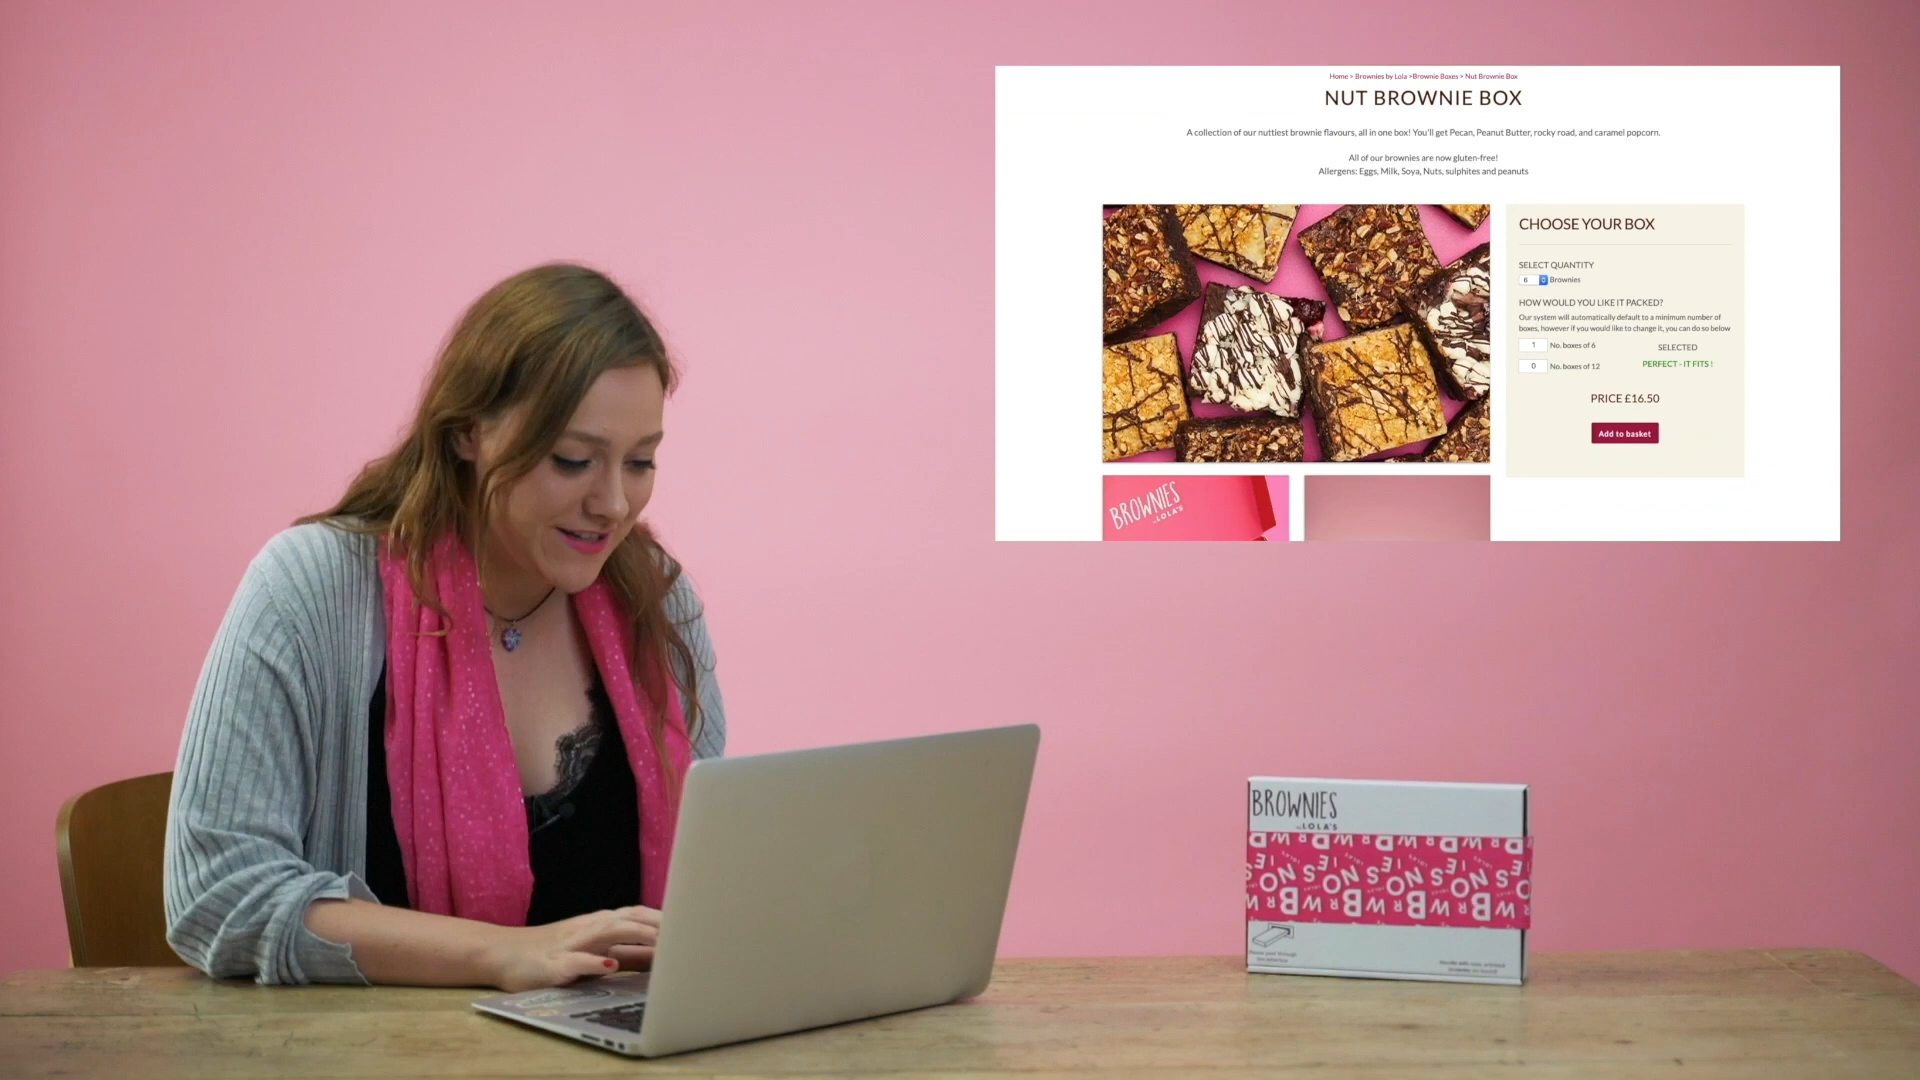 Home > Brownies by Lola >Brownie Boxes > Nut Brownie Box
NUT BROWNIE BOX
A collection of our nuttiest brownie flavours, all in one box! You'll get Pecan, Peanut Butter, rocky road, and caramel popcorn.
All of our brownies are now gluten-free!
Allergens: Eggs, Milk, Soya, Nuts, sulphites and peanuts
CHOOSE YOUR BOX
SELECT QUANTITY
6 Brownies
HOW WOULD YOU LIKE IT PACKED?
Our system will automatically default to a minimum number of
boxes, however if you would like to change it, you can do so below
1 No. boxes of 6
SELECTED
PERFECT - IT FITS !
0 No. boxes of 12
PRICE £16.50
Add to basket
BROWNIES
LOLA'S
BROWNIES
LOLA'S